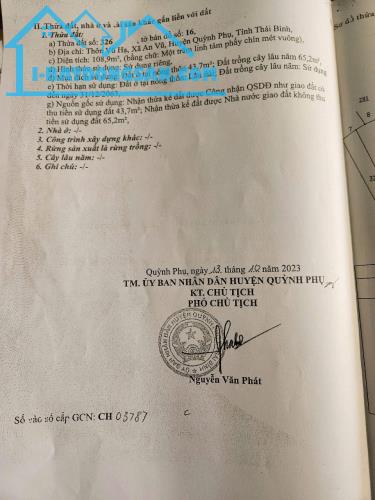 II. Thửa đất, nhà ở và tài sản khác gắn liền với đất
1. Thửa đất:
a) Thửa đất số: 326 tờ bản đồ số: 16,
b) Địa chỉ: Thôn Vũ Hạ, Xã An Vũ, Huyện Quỳnh Phụ, Tỉnh Thái Bình,
c) Diện tích: 108,9m², (bằng chữ: Một trăm linh tám phẩy chín mét vuông),
Hình thức sử dụng: Sử dụng riêng,
43,7m²; Đất trồng cây lâu năm 65,2m²,
e) Thời hạn sử dụng: Đất ở tại nông thôn: Đất trồng cây lâu năm: Sử dụng
đến ngày 31/12/2063,
g) Nguồn gốc sử dụng: Nhận thừa kế đất được Công nhận QSDĐ như giao đất có
thu tiền sử dụng đất 43,7m²; Nhận thừa kế đất được Nhà nước giao đất không thu
tiền sử dụng đất 65,2m²,
2. Nhà ở: -/-
3. Công trình xây dựng khác: -/-
4. Rừng sản xuất là rừng trồng: -/-
5. Cây lâu năm: -/-
6. Ghi chú: -/-
Quỳnh Phụ, ngày 13 tháng 12 năm 2023
TM. ỦY BAN NHÂN DÂN HUYỆN QUỲNH PHỤ
KT. CHỦ TỊCH
PHÓ CHỦ TỊCH
Nguyễn Văn Phát
Số vào sổ cấp GCN: CH 03787